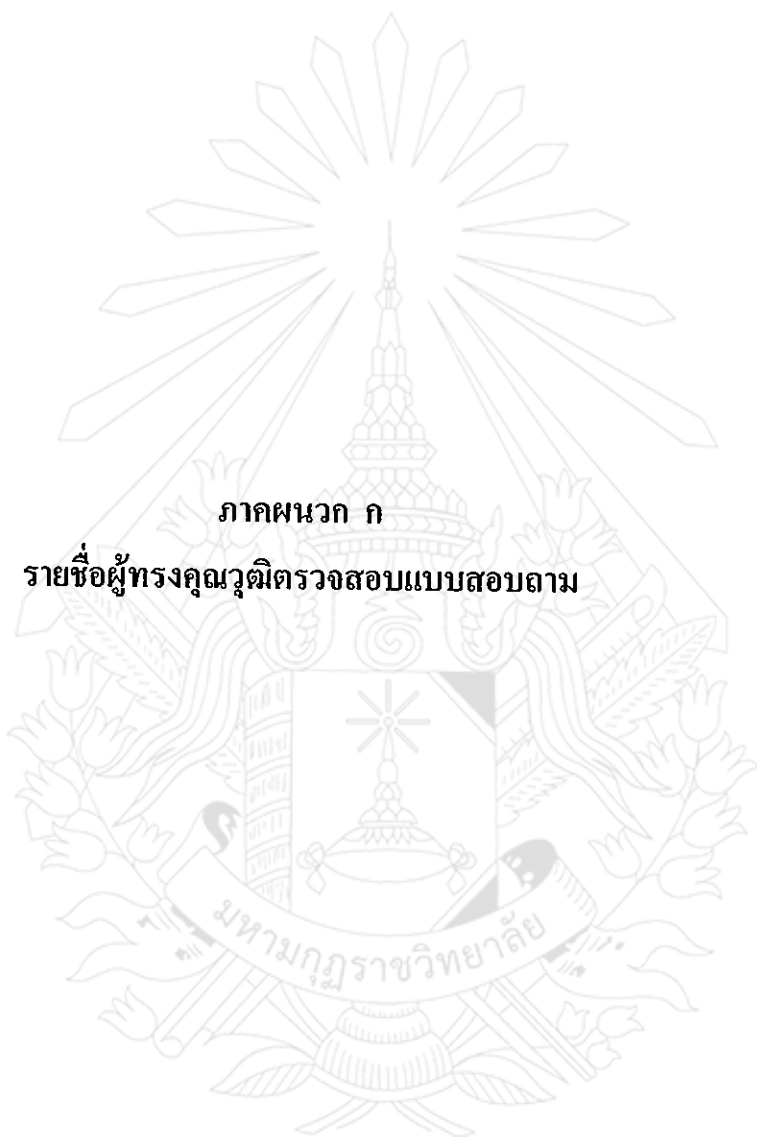 ภาคผนวก ก
รายชื่อผู้ทรงคุณวุฒิตรวจสอบแบบสอบถาม
มหามกุฏราชวิทยาลัย